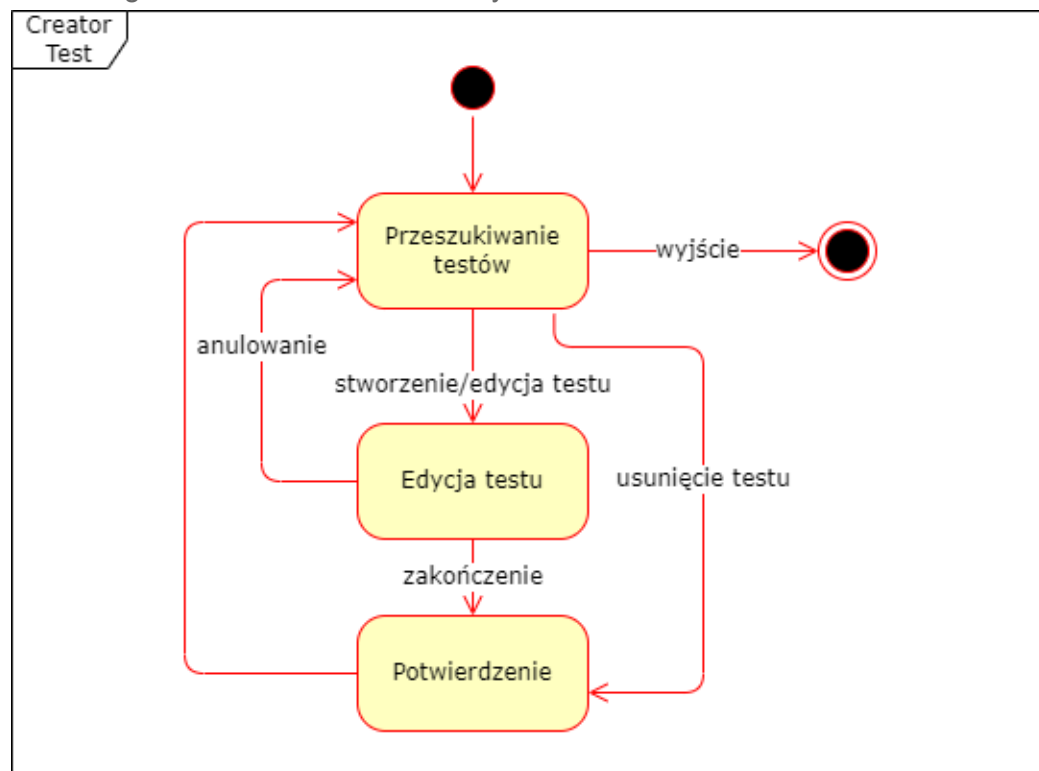 Creator
Test
Przeszukiwanie
testów
wyjście
anulowanie
stworzenie/edycja testu
Edycja testu
usunięcie testu
zakończenie
Potwierdzenie